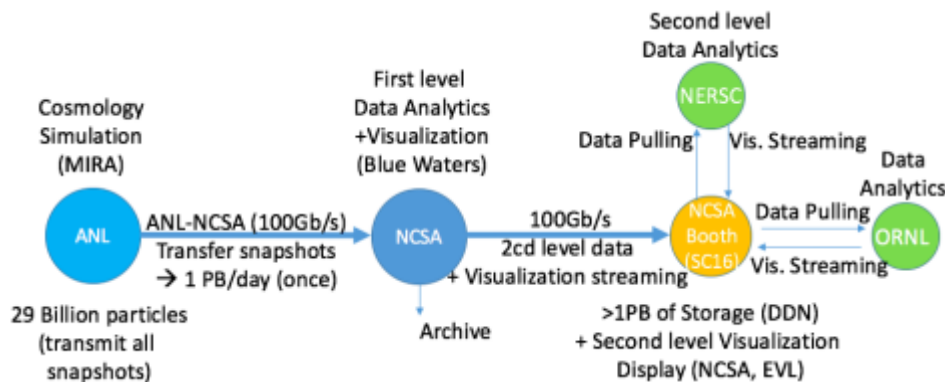 Second level
Data Analytics
NERSC
First level
Data Analytics
+Visualization
(Blue Waters)
Cosmology
Simulation
(MIRA)
Data Pulling
Vis. Streaming
Data
Analytics
ANL
ANL-NCSA (100Gb/s)
Transfer snapshots
→ 1 PB/day (once)
NCSA
100Gb/s
2cd level data
+ Visualization streaming
NCSA
Booth
(SC16)
Data Pulling
Vis. Streaming
ORNL
29 Billion particles
(transmit all
snapshots)
Archive
>1PB of Storage (DDN)
+ Second level Visualization
Display (NCSA, EVL)